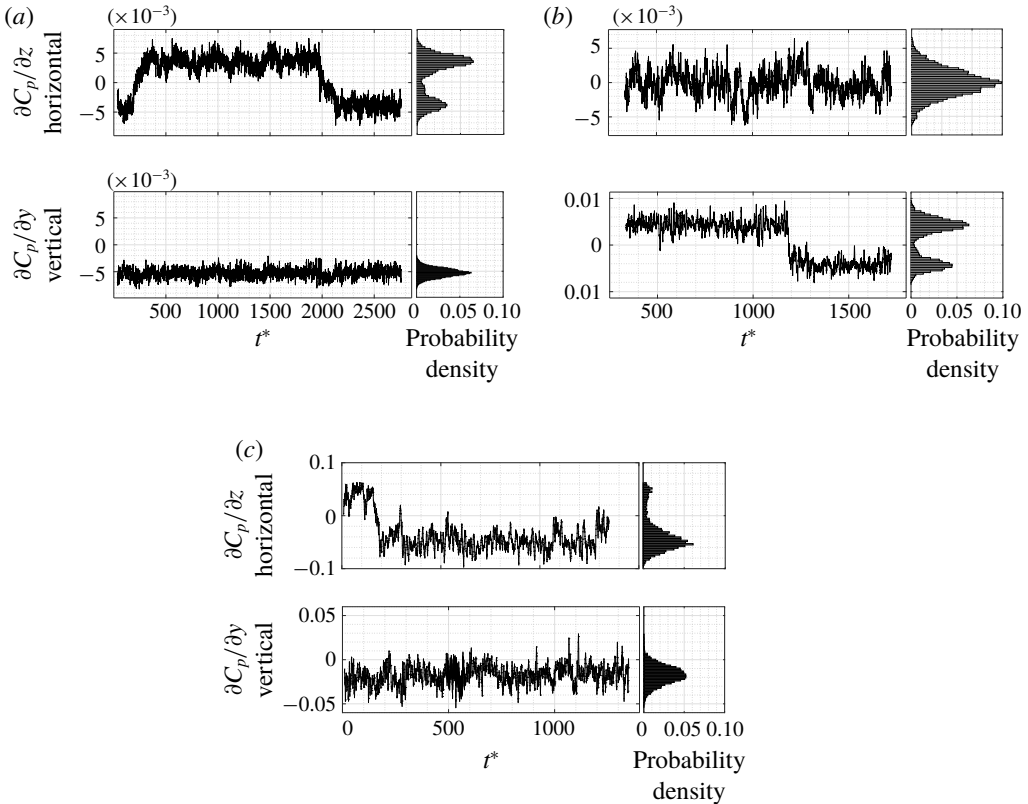 (a)
(×10−3)
∂Cp/∂z
horizontal
5
0
−5
(×10−3)
∂Cp/∂y
vertical
5
0
−5
500 1000 1500 2000 2500
t*
0 0.05 0.10
Probability
density
(b)
(×10−3)
5
0
−5
0.01
0
0.01
500 1000 1500
t*
0 0.05 0.10
Probability
density
(c)
∂Cp/∂z
horizontal
0.1
0
−0.1
∂Cp/∂y
vertical
0.05
0
−0.05
0 500 1000
t*
0 0.05 0.10
Probability
density